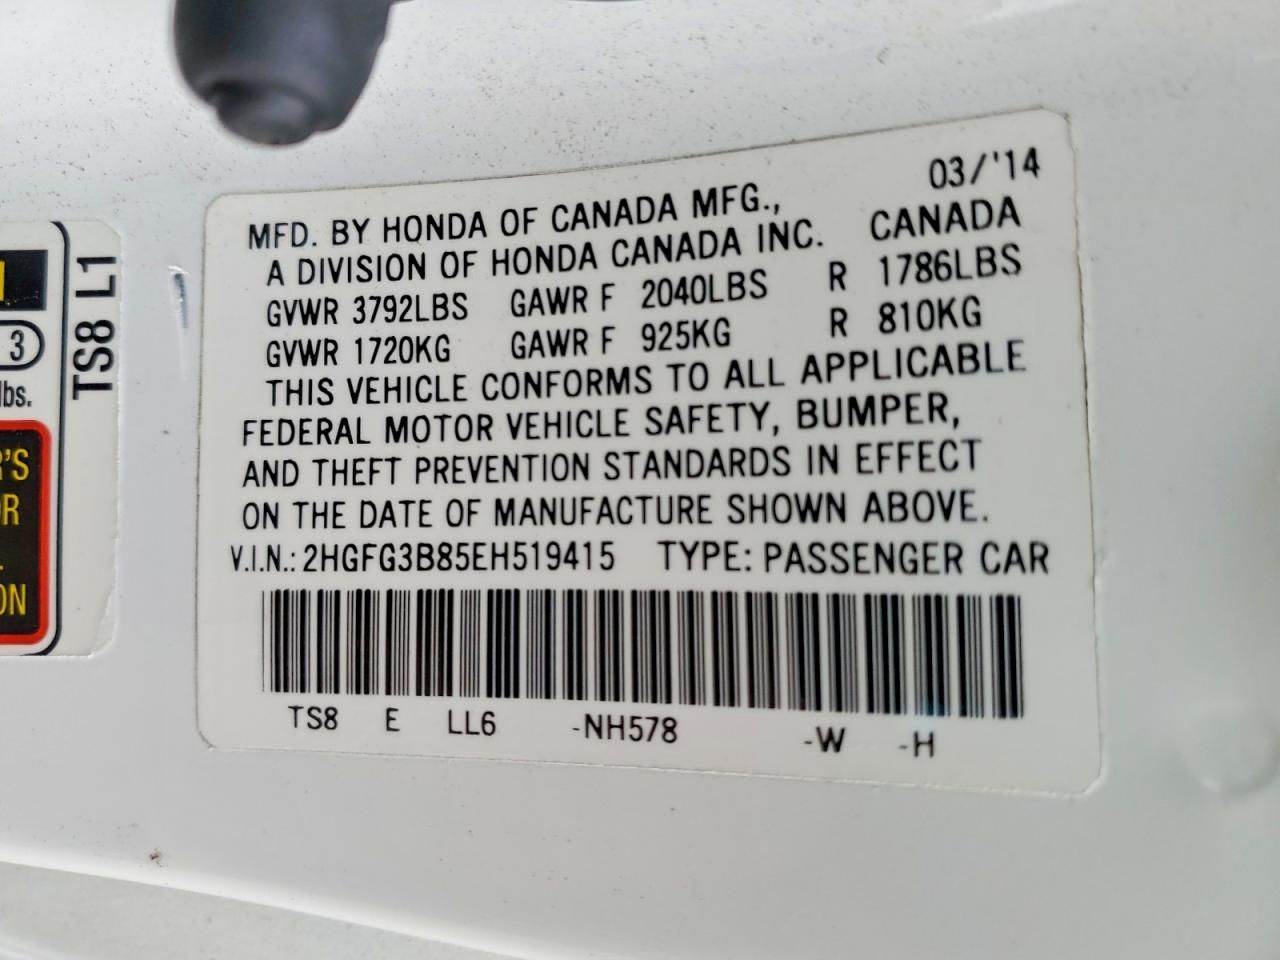 03/'14
MFD. BY HONDA OF CANADA MFG.,
A DIVISION OF HONDA CANADA INC. CANADA
GVWR 3792LBS GAWR F 2040LBS R 1786LBS
GVWR 1720KG GAWR F 925KG R 810KG
THIS VEHICLE CONFORMS TO ALL APPLICABLE
FEDERAL MOTOR VEHICLE SAFETY, BUMPER,
AND THEFT PREVENTION STANDARDS IN EFFECT
ON THE DATE OF MANUFACTURE SHOWN ABOVE.
V.I.N.: 2HGFG3B85EH519415 TYPE: PASSENGER CAR
TS8 E LL6 -NH578 -W -H
TS8 L1
3
lbs.